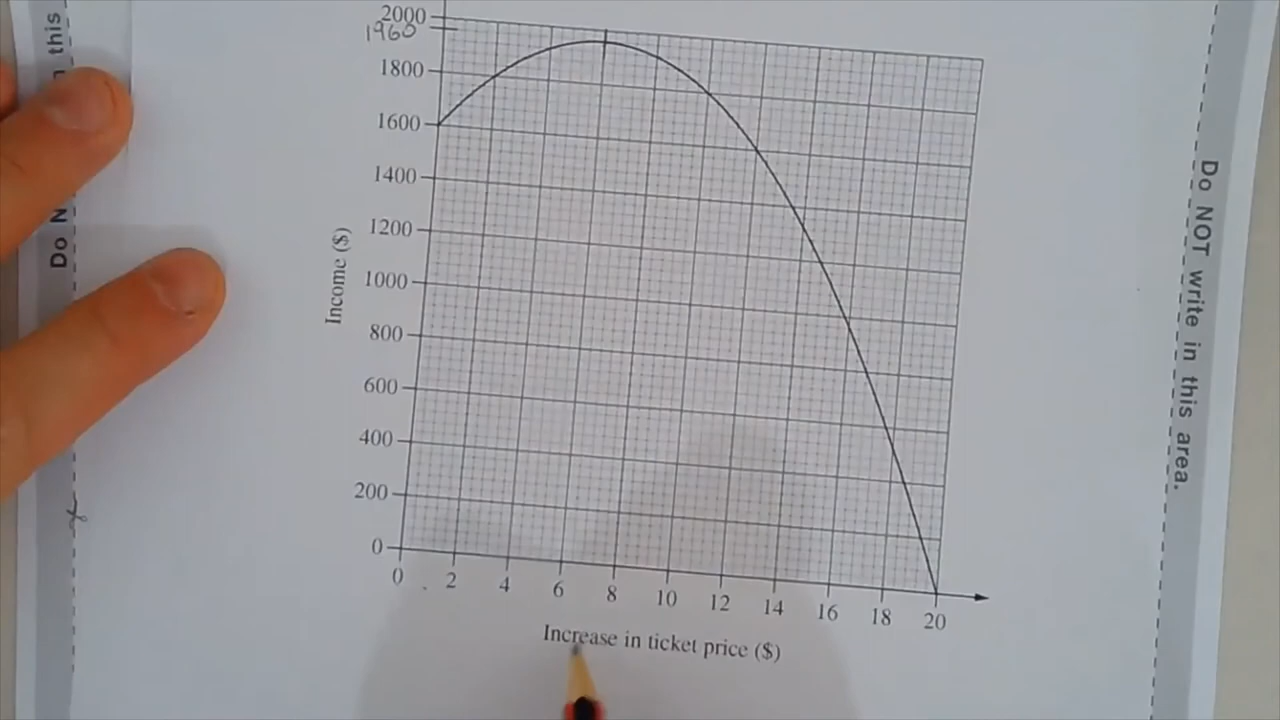 2000
1960
1800
1600
1400
1200
1000
800
600
400
200
0
Income ($)
0 2 4 6 8 10 12 14 16 18 20
Increase in ticket price ($)
Do N
this
Do NOT write in this area.